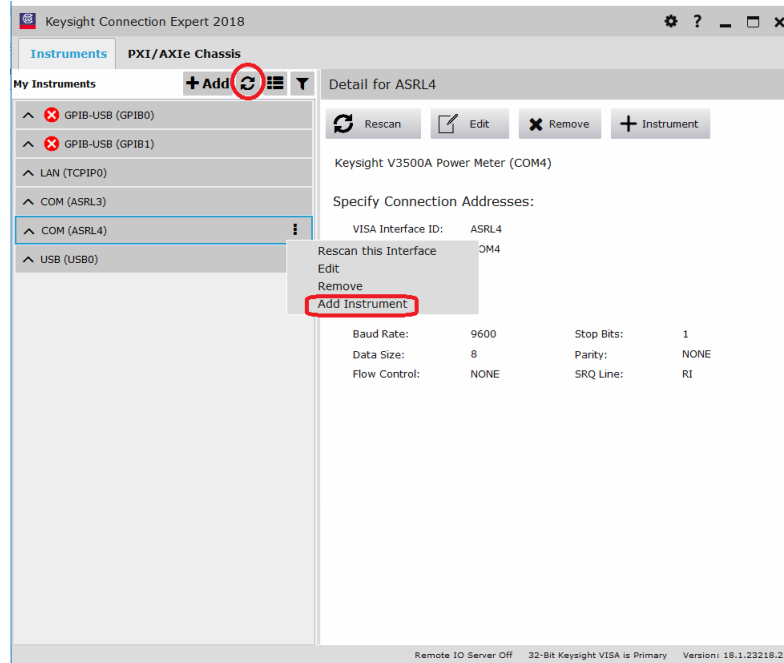 Keysight Connection Expert 2018
Instruments PXI/AXIe Chassis
My Instruments Add
GPIB-USB (GPIB0)
GPIB-USB (GPIB1)
LAN (TCPIP0)
COM (ASRL3)
COM (ASRL4)
USB (USB0)
Rescan this Interface
Edit
Remove
Add Instrument
Detail for ASRL4
Rescan Edit Remove Instrument
Keysight V3500A Power Meter (COM4)
Specify Connection Addresses:
VISA Interface ID: ASRL4
OM4
Baud Rate: 9600 Stop Bits: 1
Data Size: 8 Parity: NONE
Flow Control: NONE SRQ Line: RI
Remote IO Server Off 32-Bit Keysight VISA is Primary Version: 18.1.23218.2